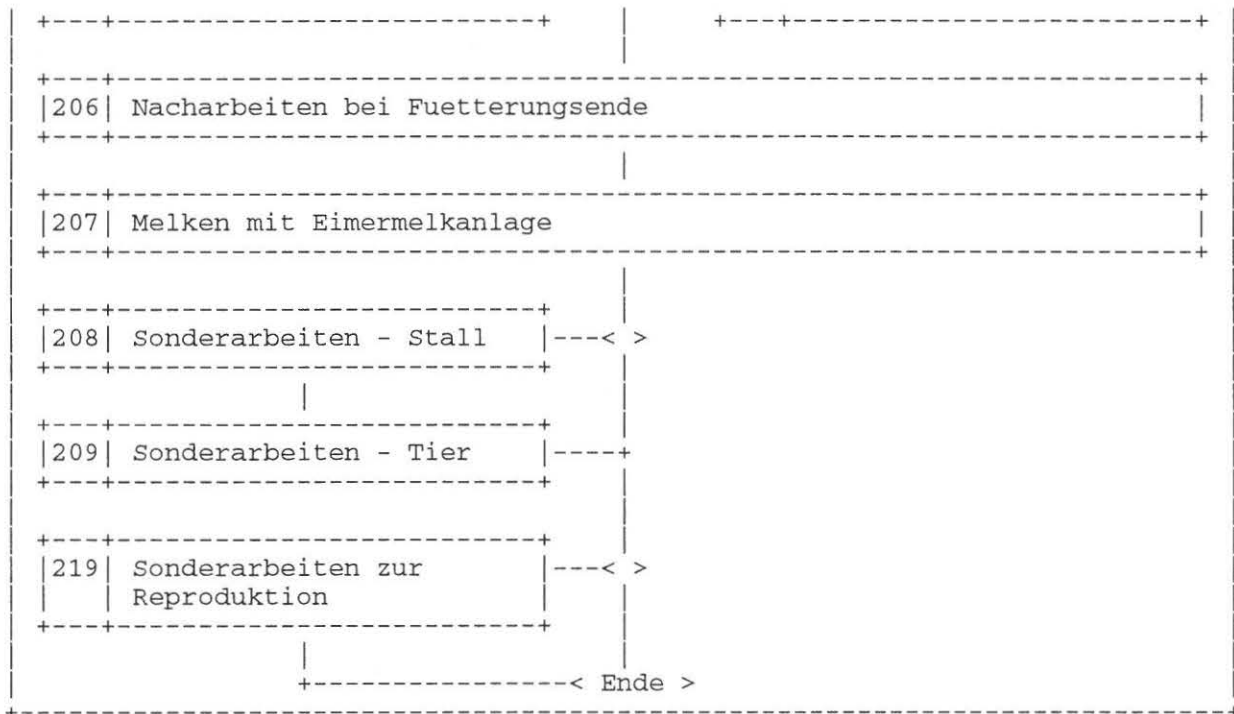 206 Nacharbeiten bei Fuetterungsende
207 Melken mit Eimermelkanlage
208 Sonderarbeiten - Stall ---< >
209 Sonderarbeiten - Tier ----+
219 Sonderarbeiten zur ---< >
Reproduktion
+----------------< Ende >